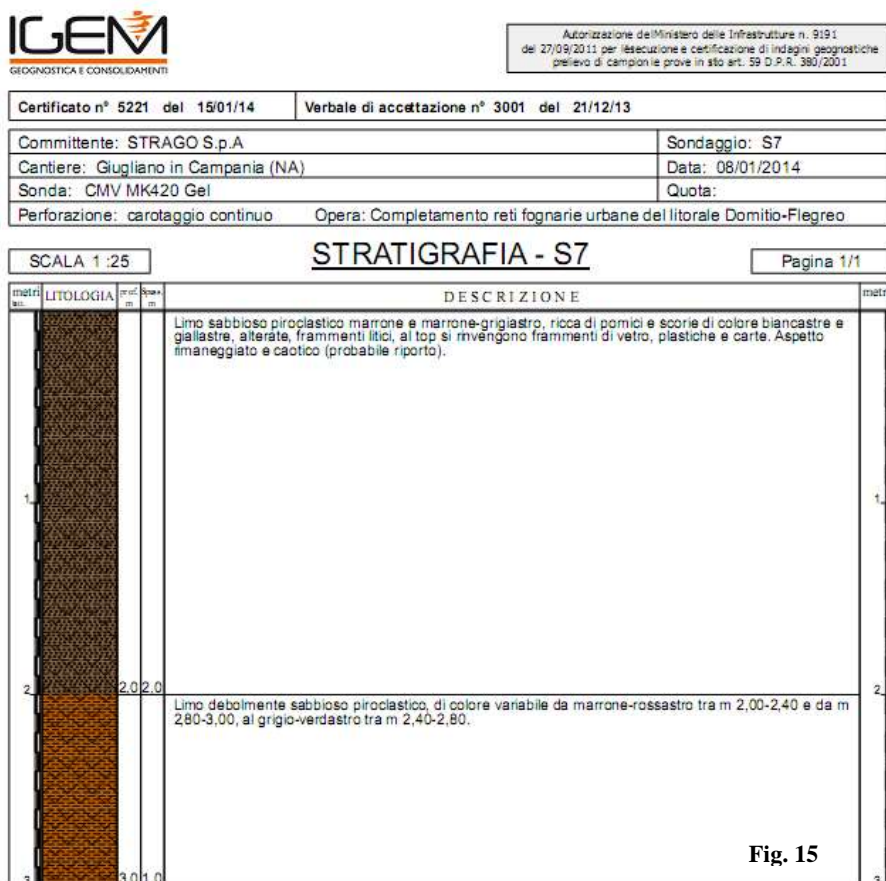 IGEM
GEOGNOSTICA E CONSOLIDAMENTI
Autorizzazione delMinistero delle Infrastrutture n. 9191
del 27/09/2011 per lèsecuzione e certificazione di indagini geognostiche
prelievo di campioni e prove in sito art. 59 D.P.R. 380/2001
Certificato n° 5221 del 15/01/14
Verbale di accettazione n° 3001 del 21/12/13
Committente: STRAGO S.p.A
Sondaggio: S7
Cantiere: Giugliano in Campania (NA)
Data: 08/01/2014
Sonda: CMV MK420 Gel
Quota:
Perforazione: carotaggio continuo Opera: Completamento reti fognarie urbane del litorale Domitio-Flegreo
SCALA 1:25
STRATIGRAFIA - S7
Pagina 1/1
metri LITOLOGIA prof. m Spess. m DESCRIZIONE metri
Limo sabbioso piroclastico marrone e marrone-grigiastro, ricca di pomici e scorie di colore biancastre e
giallastre, alterate, frammenti litici, al top si rinvengono frammenti di vetro, plastiche e carte. Aspetto
rimaneggiato e caotico (probabile riporto).
1 1
2 2,0 2,0 2
Limo debolmente sabbioso piroclastico, di colore variabile da marrone-rossastro tra m 2,00-2,40 e da m
2,80-3,00, al grigio-verdastro tra m 2,40-2,80.
Fig. 15
3 3,0 1,0 3